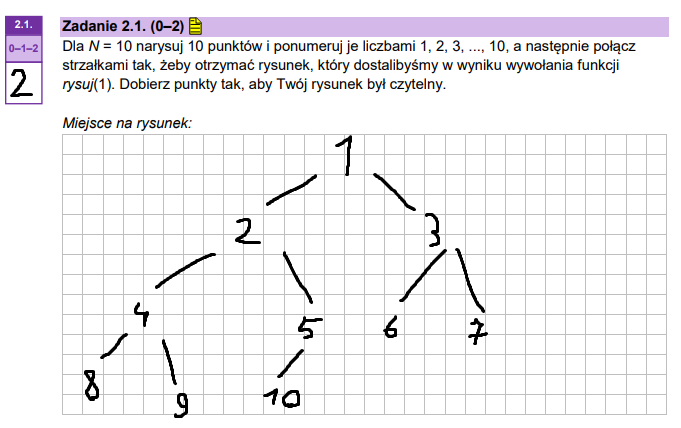 2.1.
Zadanie 2.1. (0–2)
0–1–2
2
Dla N = 10 narysuj 10 punktów i ponumeruj je liczbami 1, 2, 3, ..., 10, a następnie połącz
strzałkami tak, żeby otrzymać rysunek, który dostalibyśmy w wyniku wywołania funkcji
rysuj(1). Dobierz punkty tak, aby Twój rysunek był czytelny.
Miejsce na rysunek:
1
2 3
4 5 6 7
8 9 10